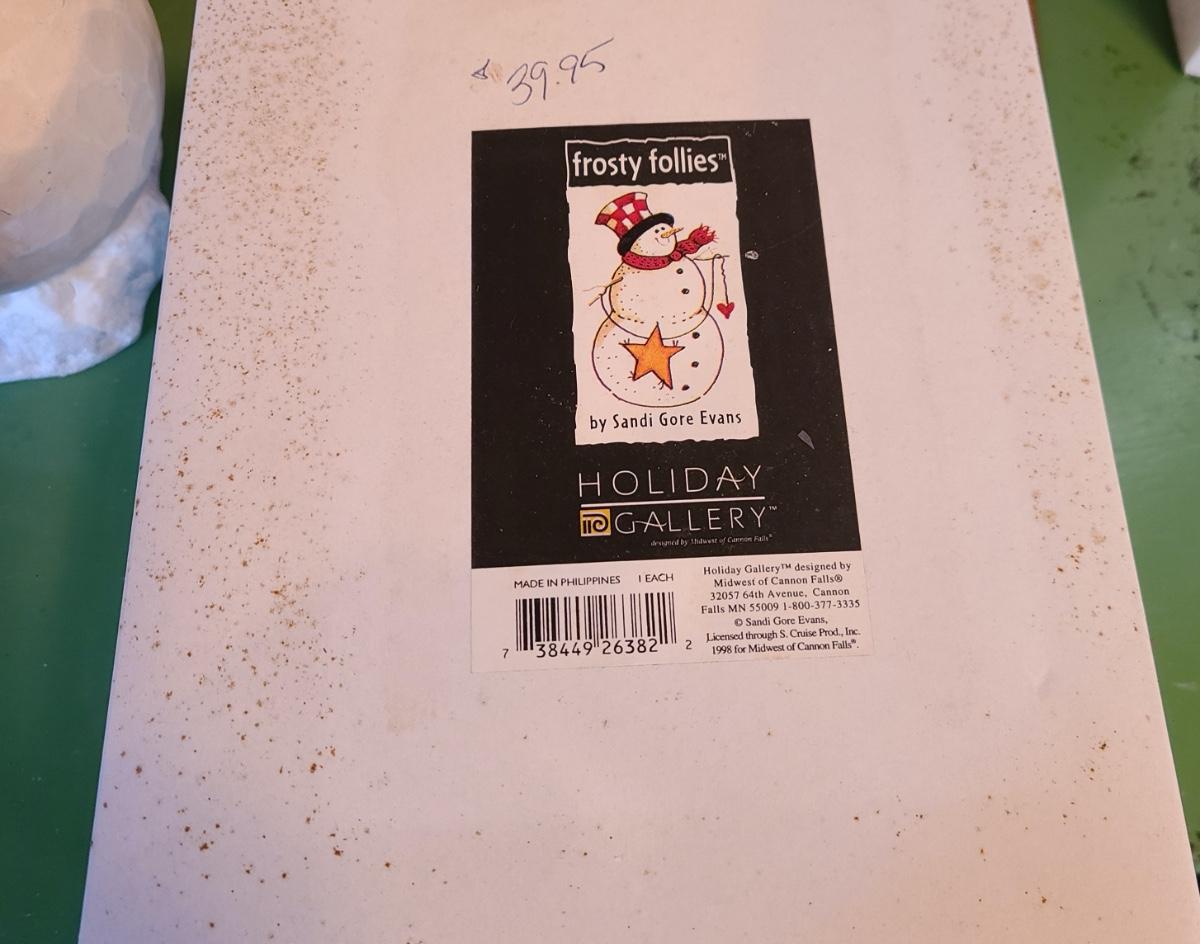 $ 39.95
frosty follies™
by Sandi Gore Evans
HOLIDAY
GALLERY™
designed by Midwest of Cannon Falls®
MADE IN PHILIPPINES 1 EACH
7 38449 26382 2
Holiday Gallery™ designed by
Midwest of Cannon Falls®
32057 64th Avenue, Cannon
Falls MN 55009 1-800-377-3335
© Sandi Gore Evans,
Licensed through S. Cruise Prod., Inc.
1998 for Midwest of Cannon Falls®.